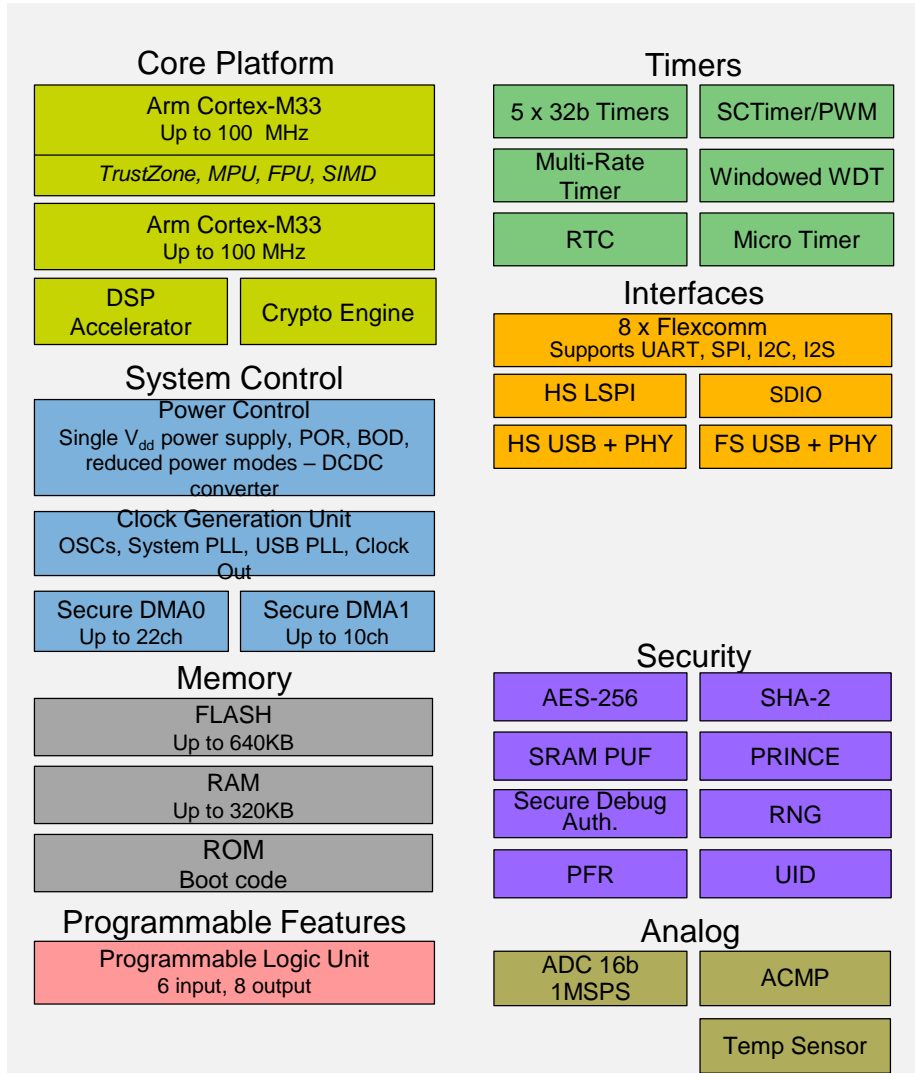 Core Platform
Arm Cortex-M33
Up to 100 MHz
TrustZone, MPU, FPU, SIMD
Arm Cortex-M33
Up to 100 MHz
DSP
Accelerator
Crypto Engine
System Control
Power Control
Single Vdd power supply, POR, BOD,
reduced power modes – DCDC
converter
Clock Generation Unit
OSCs, System PLL, USB PLL, Clock
Out
Secure DMA0
Up to 22ch
Secure DMA1
Up to 10ch
Memory
FLASH
Up to 640KB
RAM
Up to 320KB
ROM
Boot code
Programmable Features
Programmable Logic Unit
6 input, 8 output
Timers
5 x 32b Timers
SCTimer/PWM
Multi-Rate
Timer
Windowed WDT
RTC
Micro Timer
Interfaces
8 x Flexcomm
Supports UART, SPI, I2C, I2S
HS LSPI
SDIO
HS USB + PHY
FS USB + PHY
Security
AES-256
SHA-2
SRAM PUF
PRINCE
Secure Debug
Auth.
RNG
PFR
UID
Analog
ADC 16b
1MSPS
ACMP
Temp Sensor